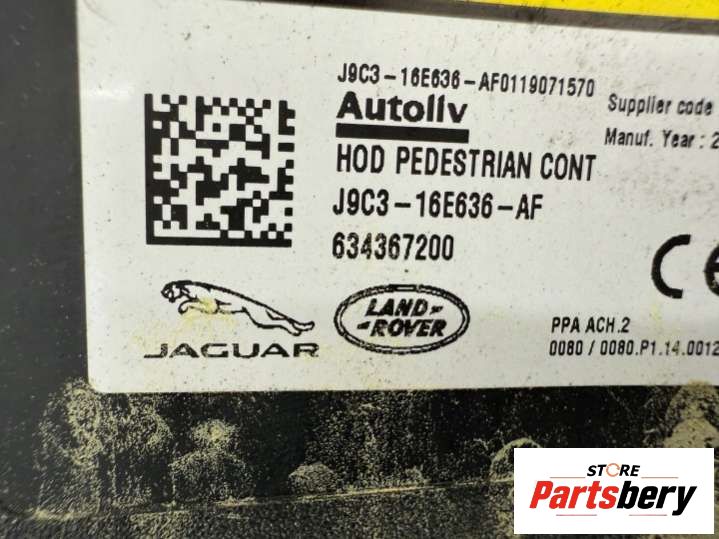 J9C3-16E636-AF0119071570
Autoliv
HOD PEDESTRIAN CONT
J9C3-16E636-AF
634367200
Supplier code
Manuf. Year : 2
CE
JAGUAR
LAND-
-ROVER
PPA ACH.2
0080 / 0080.P1.14.0012
STORE
Partsbery